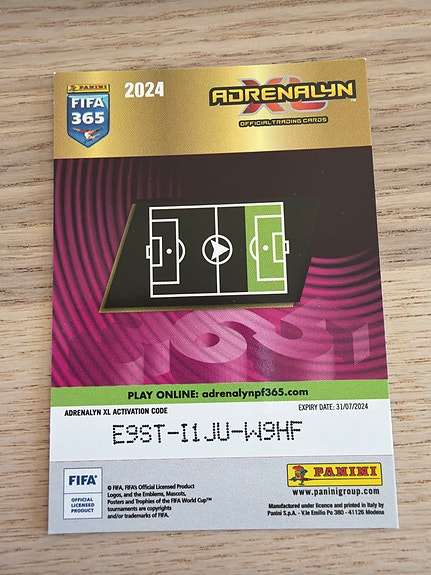 PANINI
FIFA
365
2024
ADRENALYN
XL™
OFFICIAL TRADING CARDS
PLAY ONLINE: adrenalynpf365.com
ADRENALYN XL ACTIVATION CODE
EXPIRY DATE: 31/07/2024
E9ST-I1JU-W9HF
FIFA®
OFFICIAL
LICENSED
PRODUCT
© FIFA, FIFA's Official Licensed Product
Logos, and the Emblems, Mascots,
Posters and Trophies of the FIFA World Cup™
tournaments are copyrights
and/or trademarks of FIFA.
PANINI
www.paninigroup.com
Manufactured under licence and printed in Italy by
Panini S.p.A. - V.le Emilio Po 380 - 41126 Modena